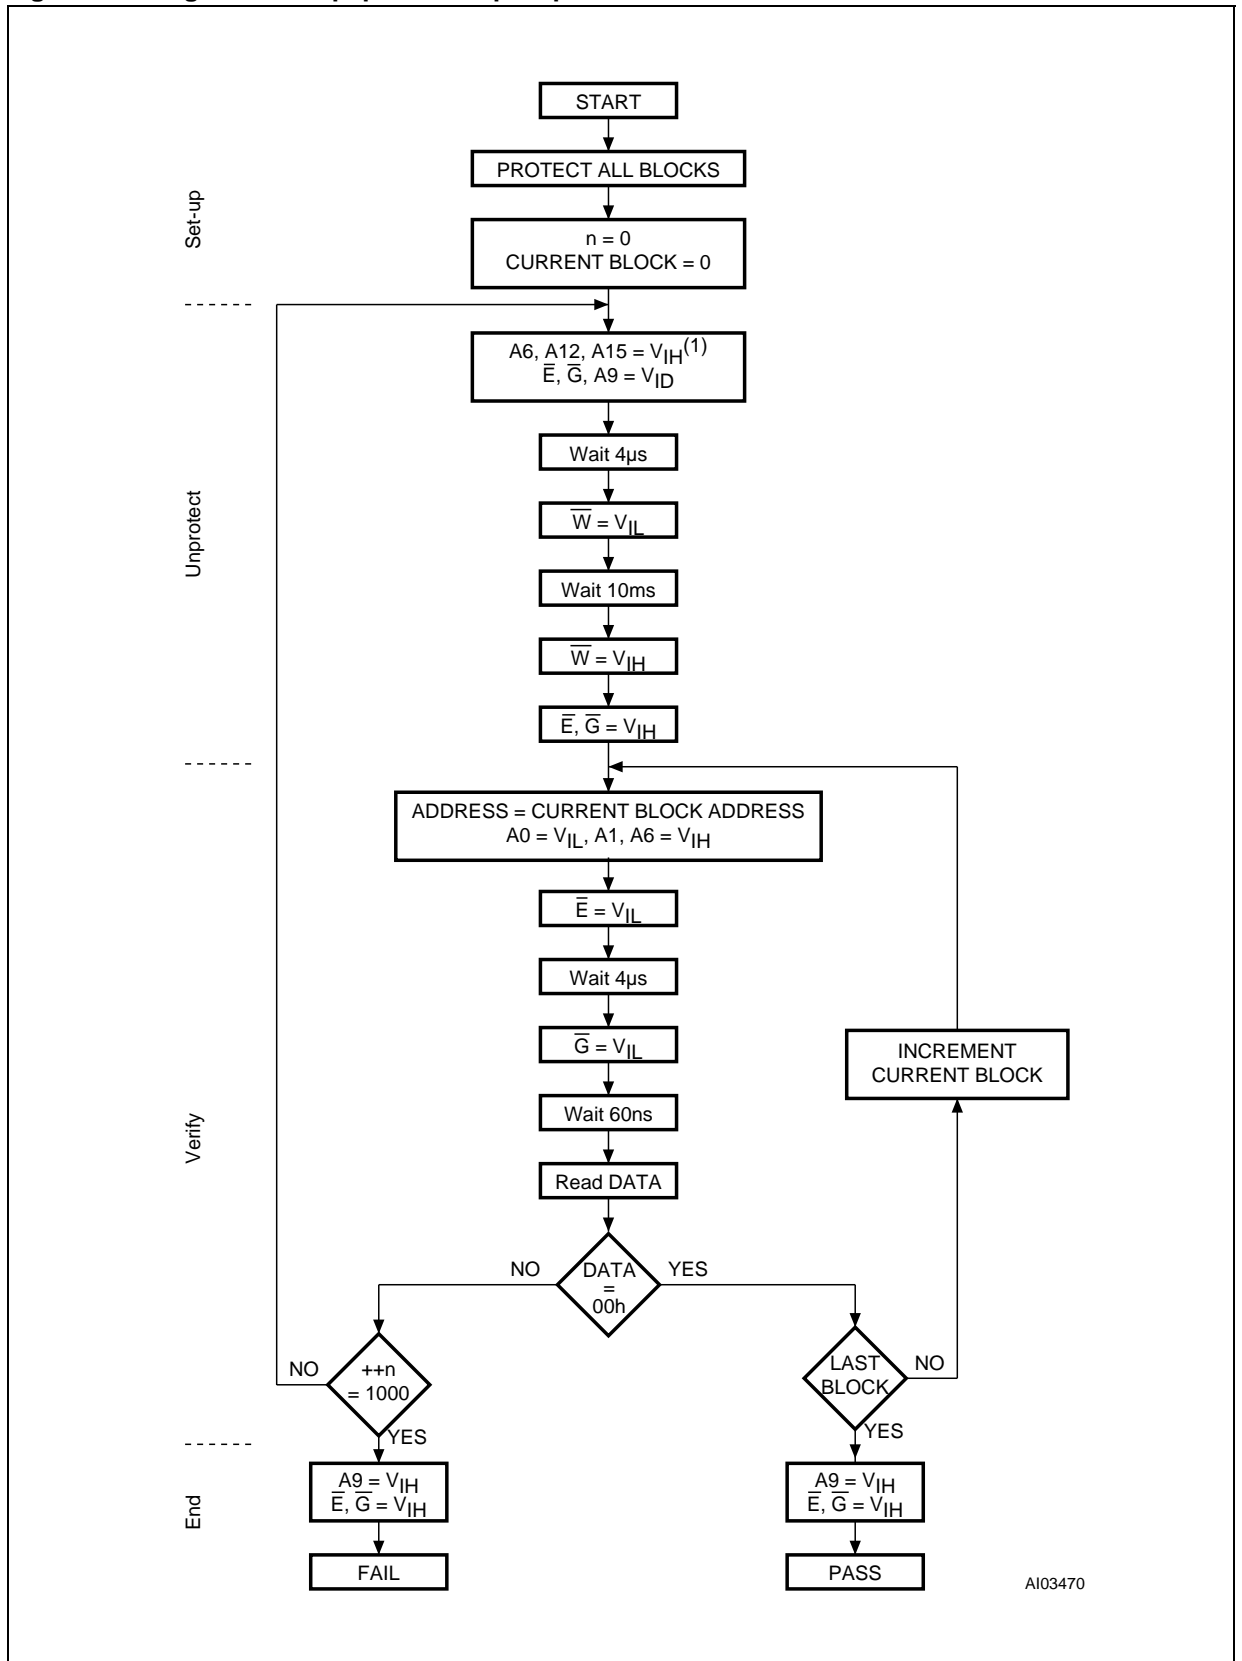 START
PROTECT ALL BLOCKS
Set-up
n = 0
CURRENT BLOCK = 0
A6, A12, A15 = VIH(1)
E̅, G̅, A9 = VID
Wait 4µs
W̅ = VIL
Unprotect
Wait 10ms
W̅ = VIH
E̅, G̅ = VIH
ADDRESS = CURRENT BLOCK ADDRESS
A0 = VIL, A1, A6 = VIH
E̅ = VIL
Wait 4µs
G̅ = VIL
INCREMENT
CURRENT BLOCK
Wait 60ns
Verify
Read DATA
NO
DATA
=
00h
YES
NO
++n
= 1000
YES
LAST
BLOCK
NO
YES
End
A9 = VIH
E̅, G̅ = VIH
A9 = VIH
E̅, G̅ = VIH
FAIL
PASS
AI03470